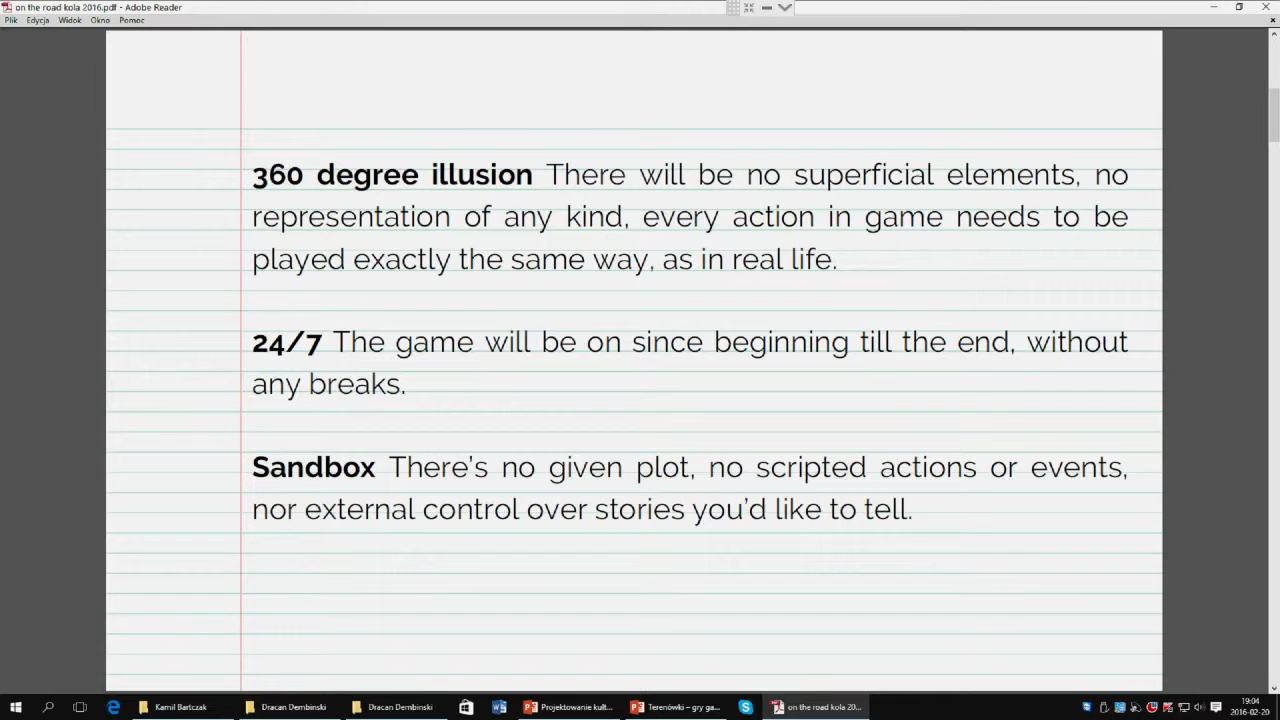 on the road kola 2016.pdf - Adobe Reader
Plik Edycja Widok Okno Pomoc
360 degree illusion There will be no superficial elements, no
representation of any kind, every action in game needs to be
played exactly the same way, as in real life.
24/7 The game will be on since beginning till the end, without
any breaks.
Sandbox There's no given plot, no scripted actions or events,
nor external control over stories you'd like to tell.
Kamil Bartczak Dracan Dembinski Dracan Dembinski Projektowanie kult... Terenówki – gry ga... on the road kola 20...
19:04
2016-02-20